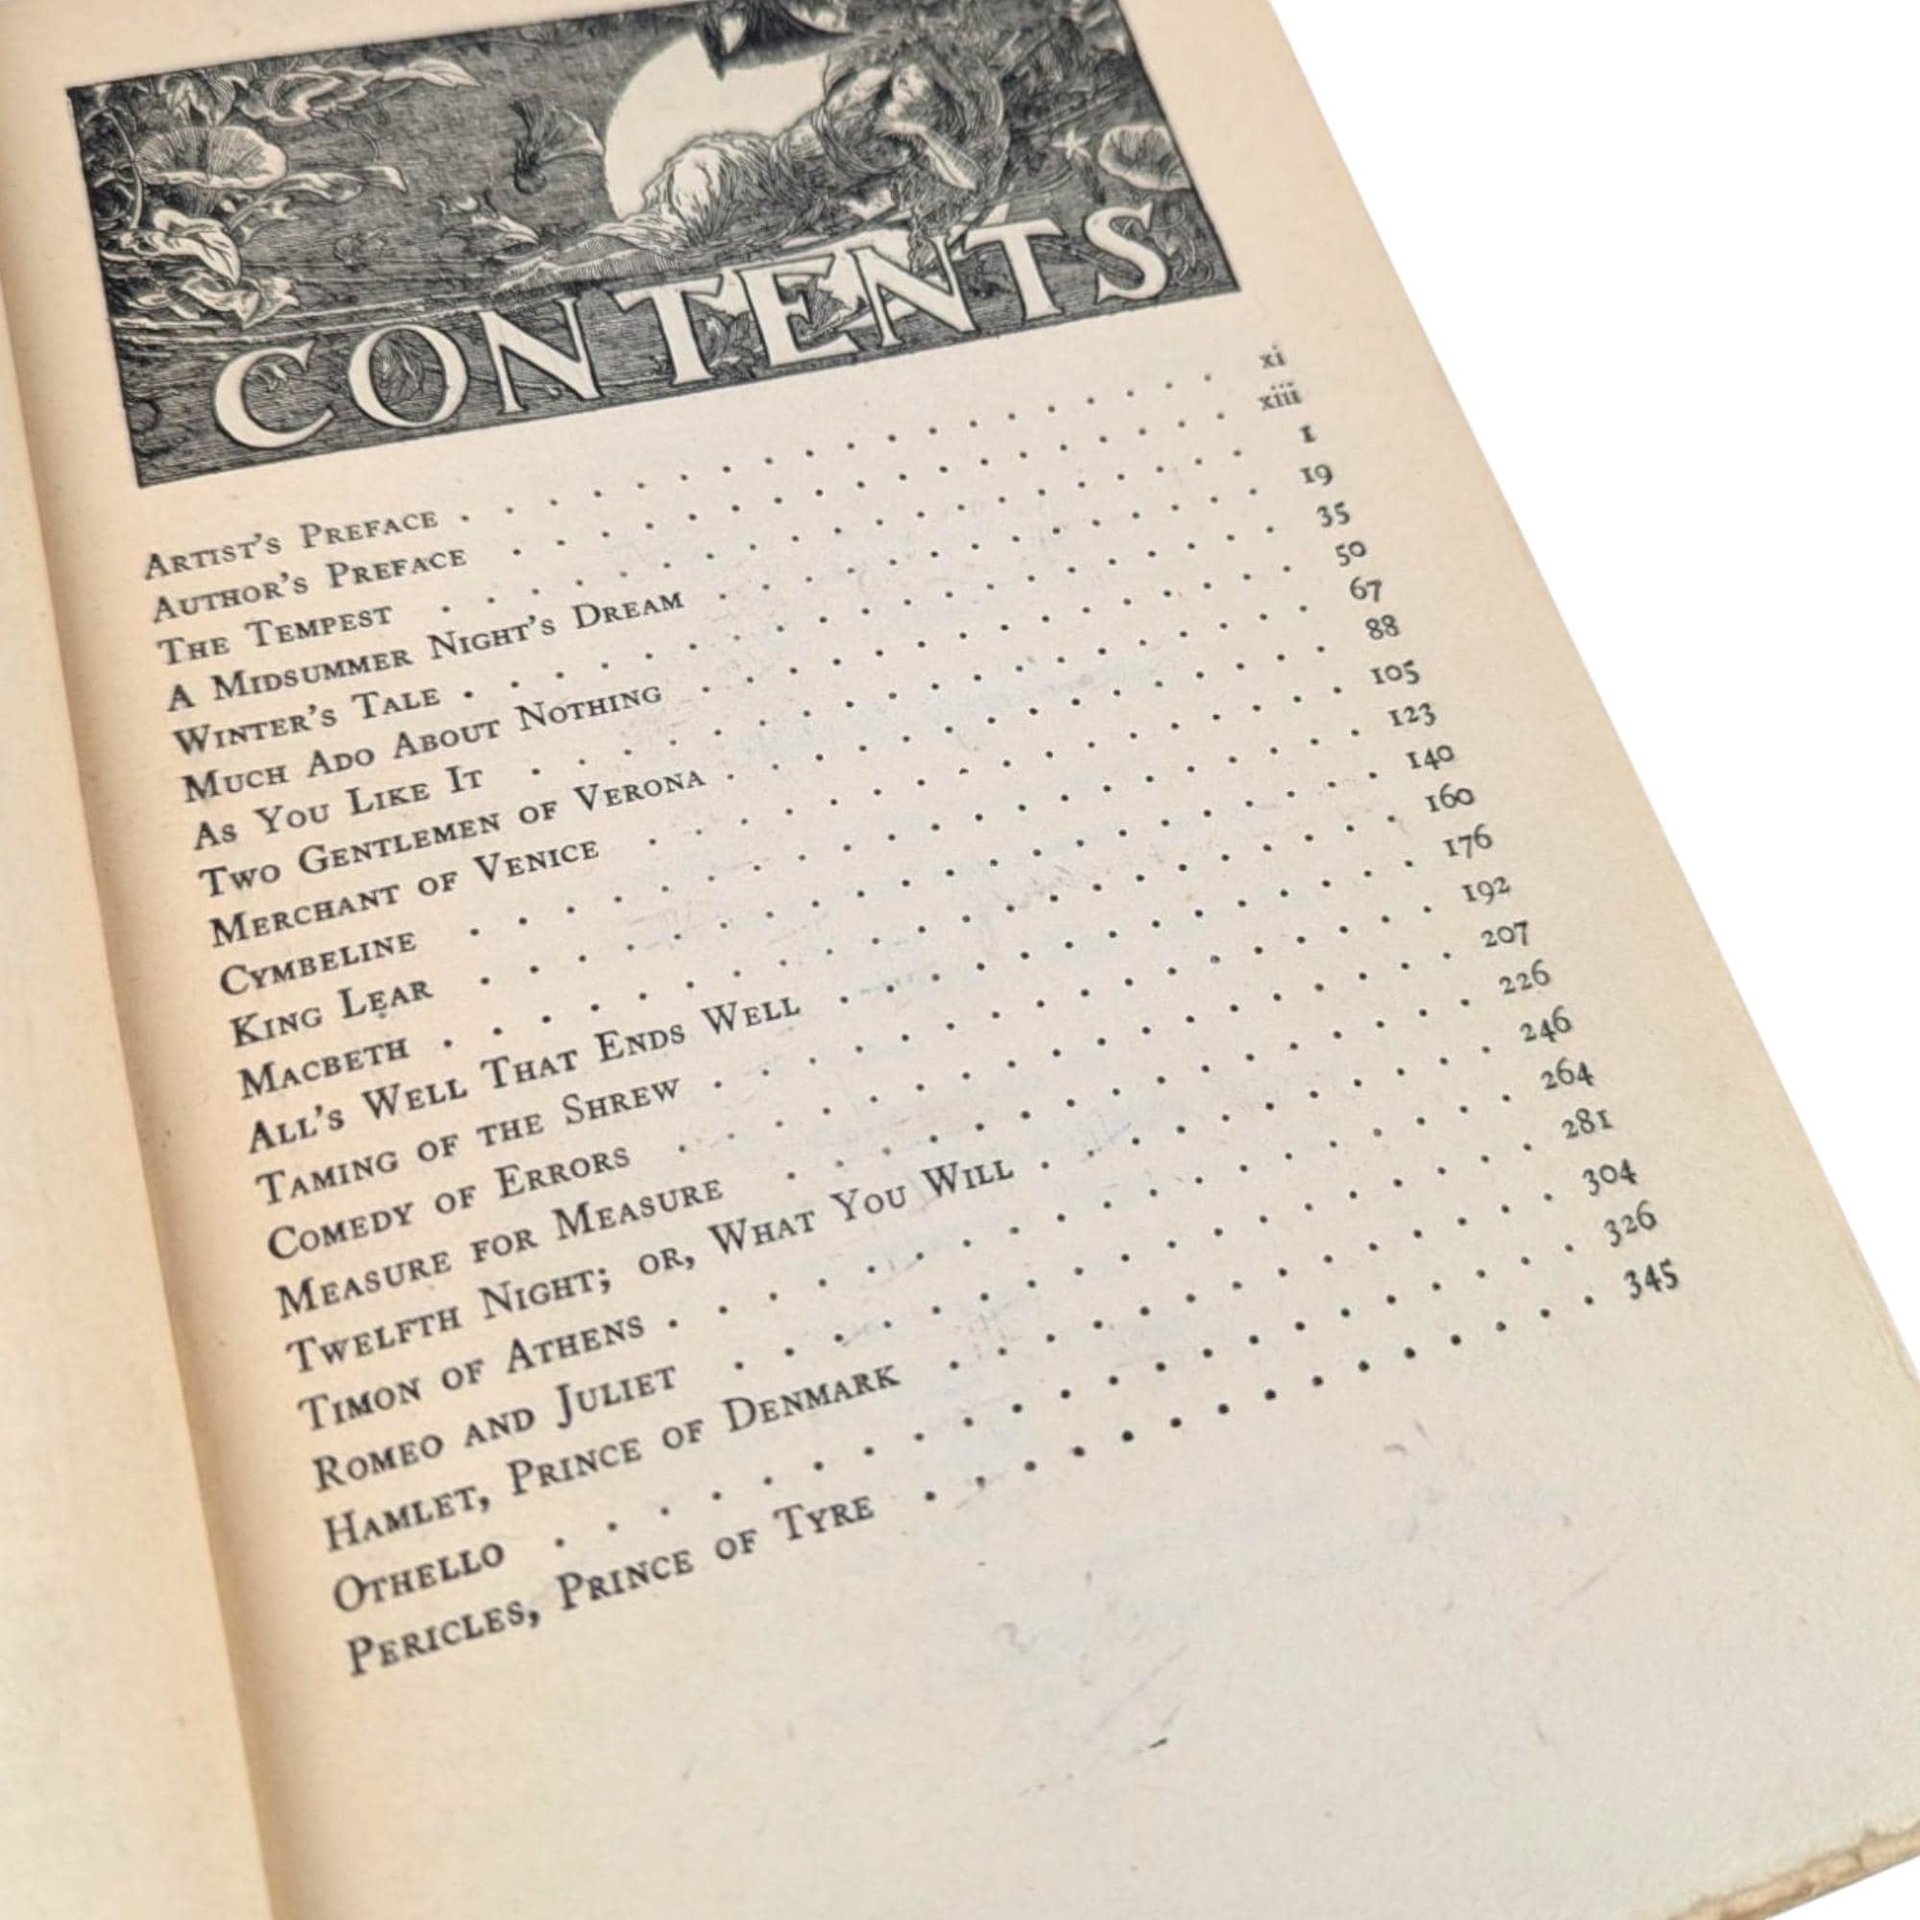 CONTENTS
ARTIST'S PREFACE . . . . . . . . . . . . . . . . . . xi
AUTHOR'S PREFACE . . . . . . . . . . . . . . . . . xiii
THE TEMPEST . . . . . . . . . . . . . . . . . . . 1
A MIDSUMMER NIGHT'S DREAM . . . . . . . . . . . . . 19
WINTER'S TALE . . . . . . . . . . . . . . . . . . . 35
MUCH ADO ABOUT NOTHING . . . . . . . . . . . . . . 50
AS YOU LIKE IT . . . . . . . . . . . . . . . . . . 67
TWO GENTLEMEN OF VERONA . . . . . . . . . . . . . . 88
MERCHANT OF VENICE . . . . . . . . . . . . . . . . 105
CYMBELINE . . . . . . . . . . . . . . . . . . . . 123
KING LEAR . . . . . . . . . . . . . . . . . . . . 140
MACBETH . . . . . . . . . . . . . . . . . . . . . 160
ALL'S WELL THAT ENDS WELL . . . . . . . . . . . . . 176
TAMING OF THE SHREW . . . . . . . . . . . . . . . . 192
COMEDY OF ERRORS . . . . . . . . . . . . . . . . . 207
MEASURE FOR MEASURE . . . . . . . . . . . . . . . 226
TWELFTH NIGHT; OR, WHAT YOU WILL . . . . . . . . . . 246
TIMON OF ATHENS . . . . . . . . . . . . . . . . . . 264
ROMEO AND JULIET . . . . . . . . . . . . . . . . . 281
HAMLET, PRINCE OF DENMARK . . . . . . . . . . . . . 304
OTHELLO . . . . . . . . . . . . . . . . . . . . . 326
PERICLES, PRINCE OF TYRE . . . . . . . . . . . . . . 345